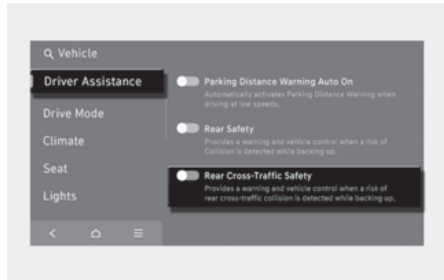 Vehicle
Driver Assistance
Drive Mode
Climate
Seat
Lights
Parking Distance Warning Auto On
Automatically activates Parking Distance Warning when
driving at low speeds.
Rear Safety
Provides a warning and vehicle control when a risk of
Collision is detected while backing up.
Rear Cross-Traffic Safety
Provides a warning and vehicle control when a risk of
rear cross-traffic collision is detected while backing up.